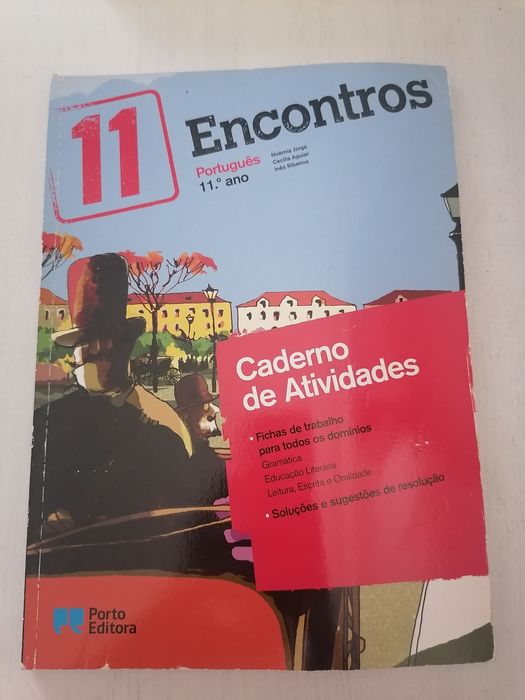 11
Encontros
Português
11.º ano
Noémia Jorge
Cecília Aguiar
Inês Ribeiros
Caderno
de Atividades
• Fichas de trabalho
para todos os domínios
Gramática
Educação Literária
Leitura, Escrita e Oralidade
• Soluções e sugestões de resolução
Porto
Editora